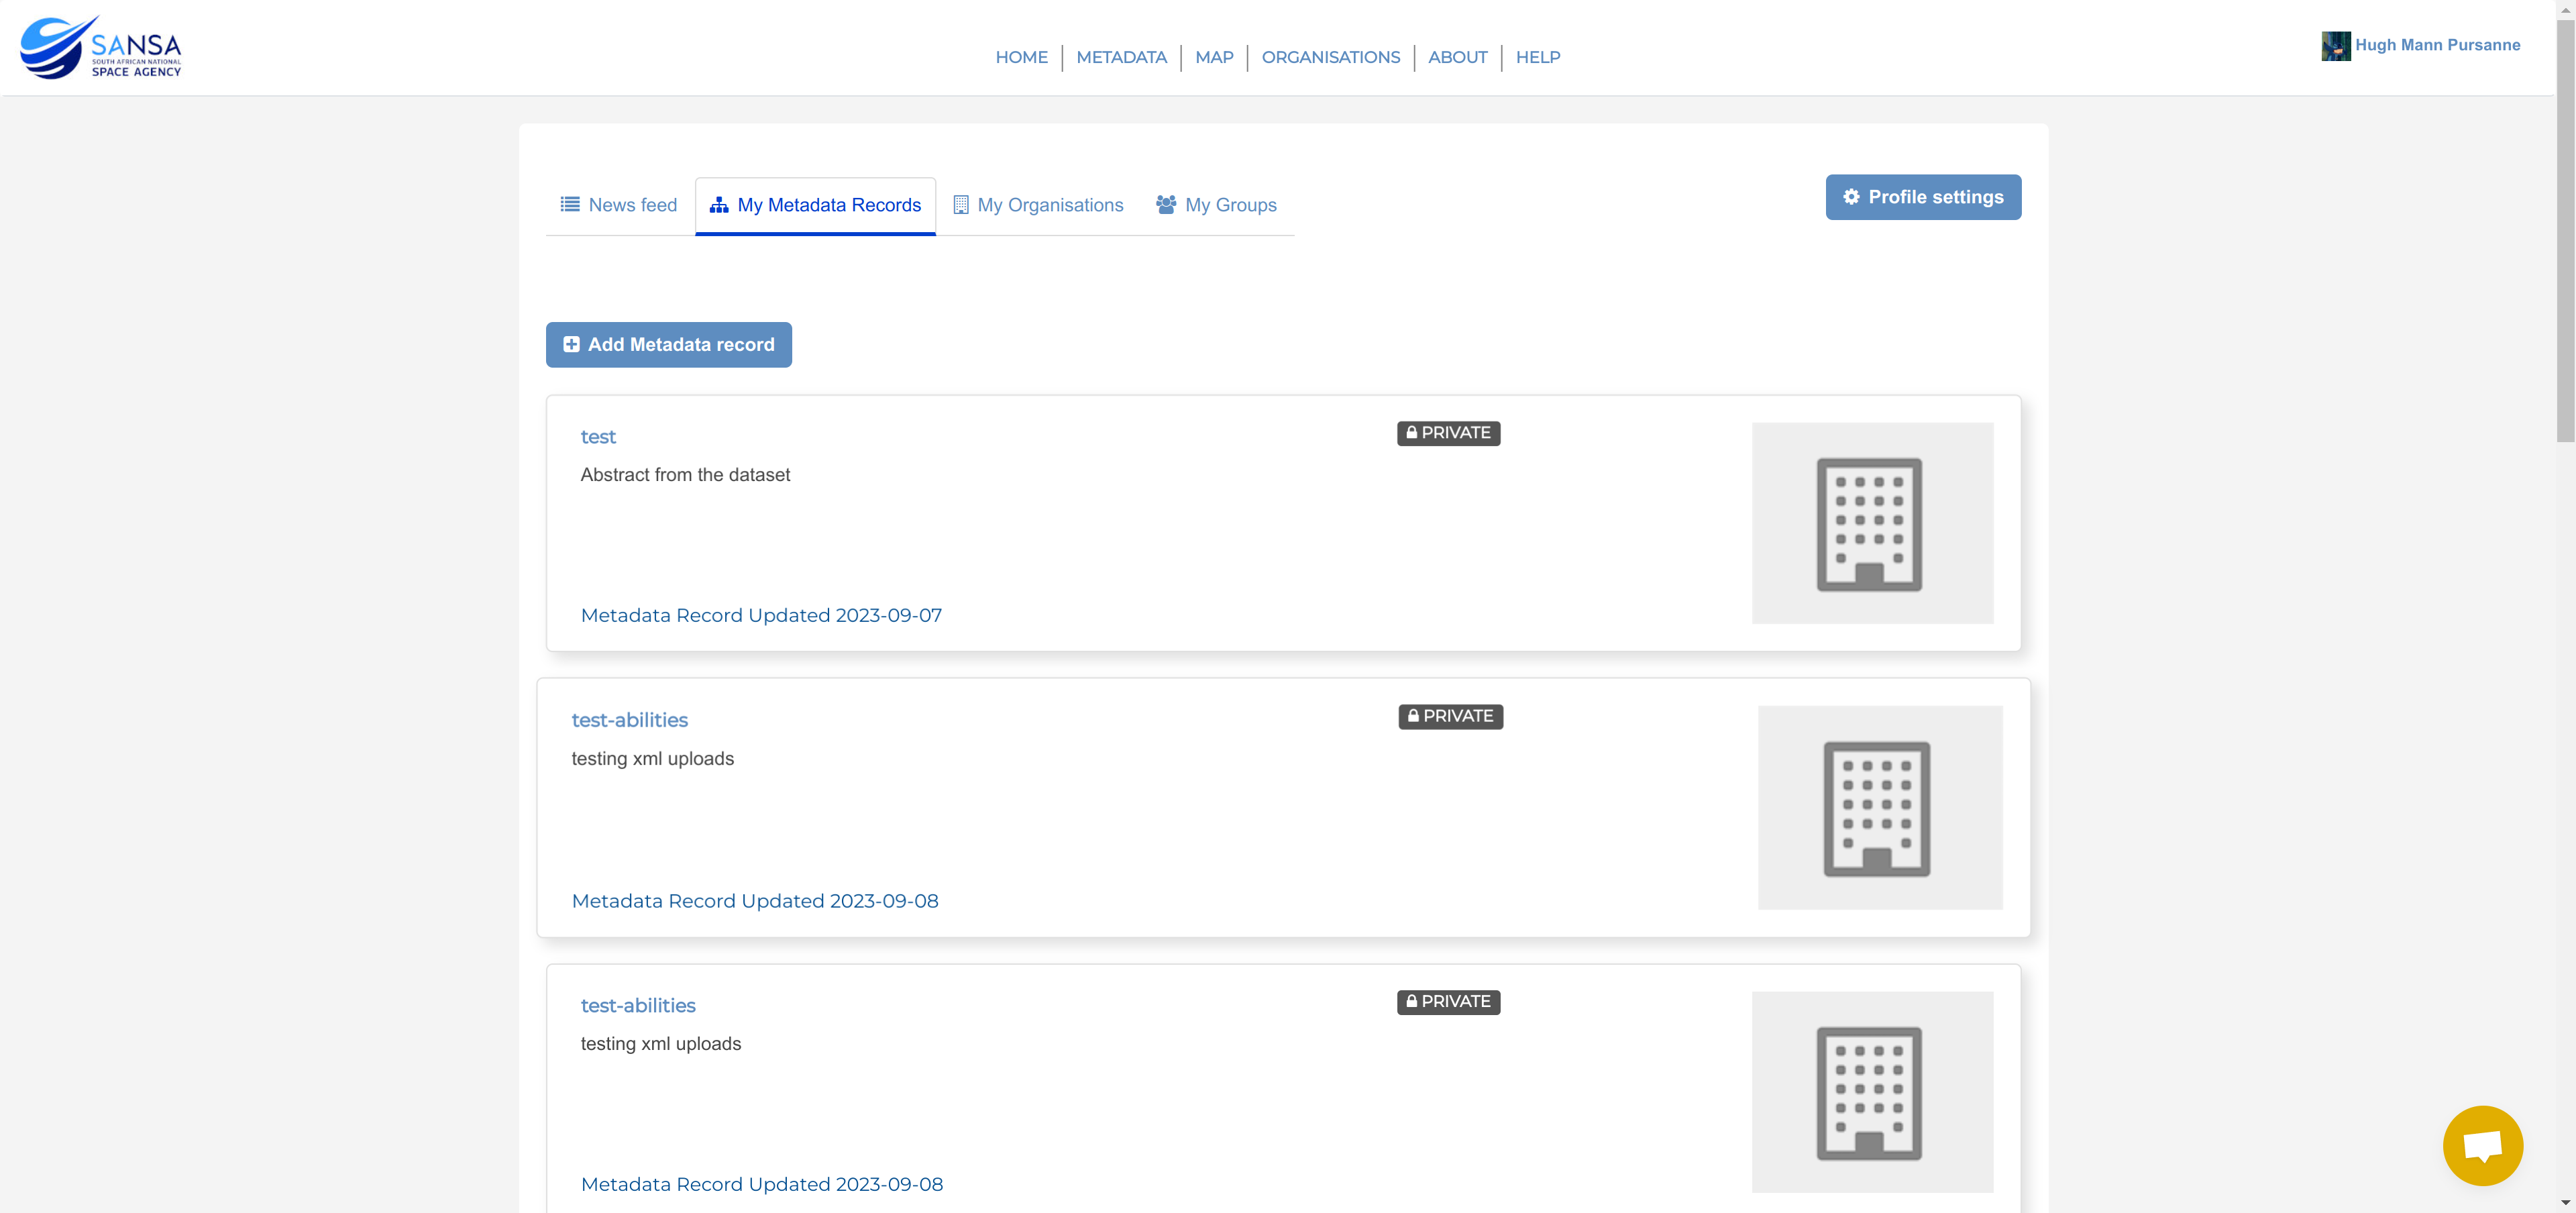 SANSA
SOUTH AFRICAN NATIONAL
SPACE AGENCY
HOME METADATA MAP ORGANISATIONS ABOUT HELP
Hugh Mann Pursanne
News feed My Metadata Records My Organisations My Groups
Profile settings
Add Metadata record
test
PRIVATE
Abstract from the dataset
Metadata Record Updated 2023-09-07
test-abilities
PRIVATE
testing xml uploads
Metadata Record Updated 2023-09-08
test-abilities
PRIVATE
testing xml uploads
Metadata Record Updated 2023-09-08